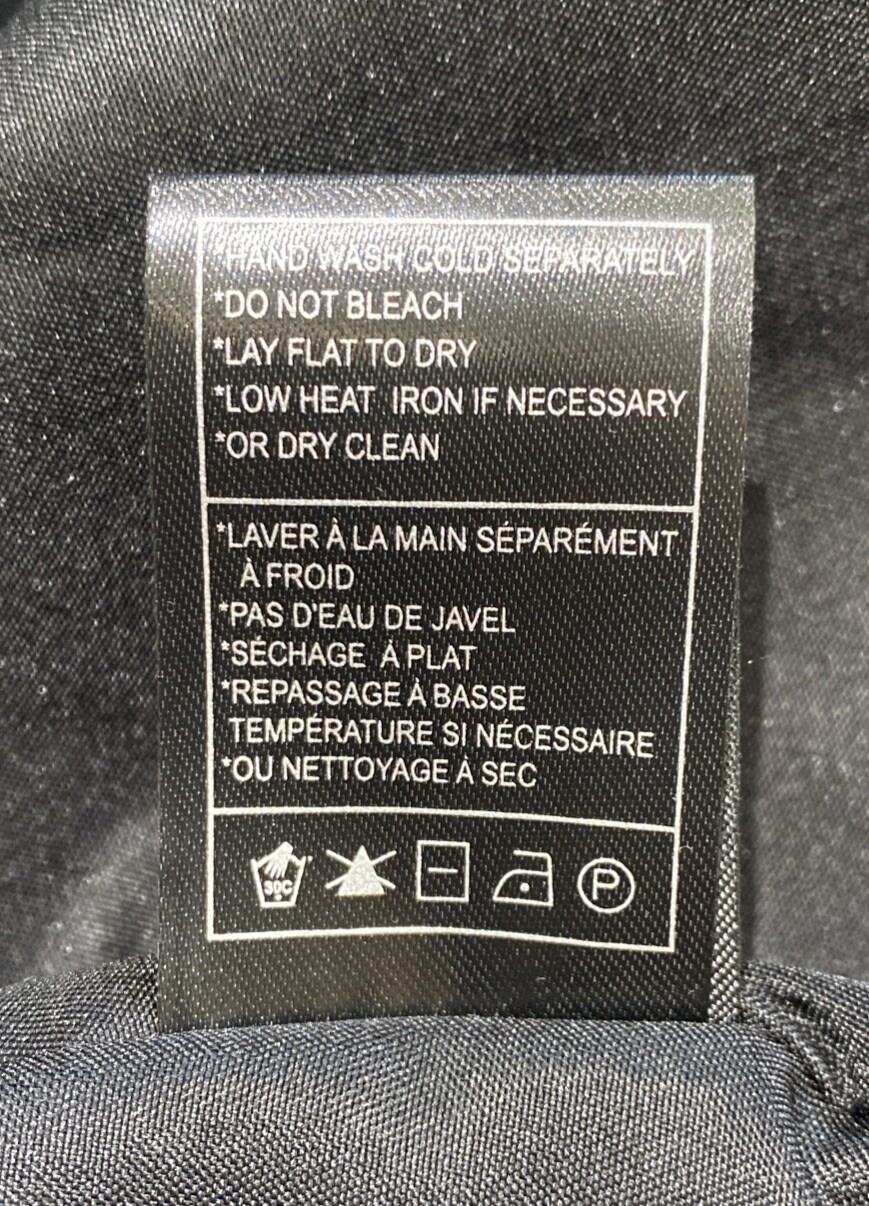 *HAND WASH COLD SEPARATELY
*DO NOT BLEACH
*LAY FLAT TO DRY
*LOW HEAT IRON IF NECESSARY
*OR DRY CLEAN
*LAVER À LA MAIN SÉPARÉMENT
À FROID
*PAS D'EAU DE JAVEL
*SÉCHAGE À PLAT
*REPASSAGE À BASSE
TEMPÉRATURE SI NÉCESSAIRE
*OU NETTOYAGE À SEC
30C P